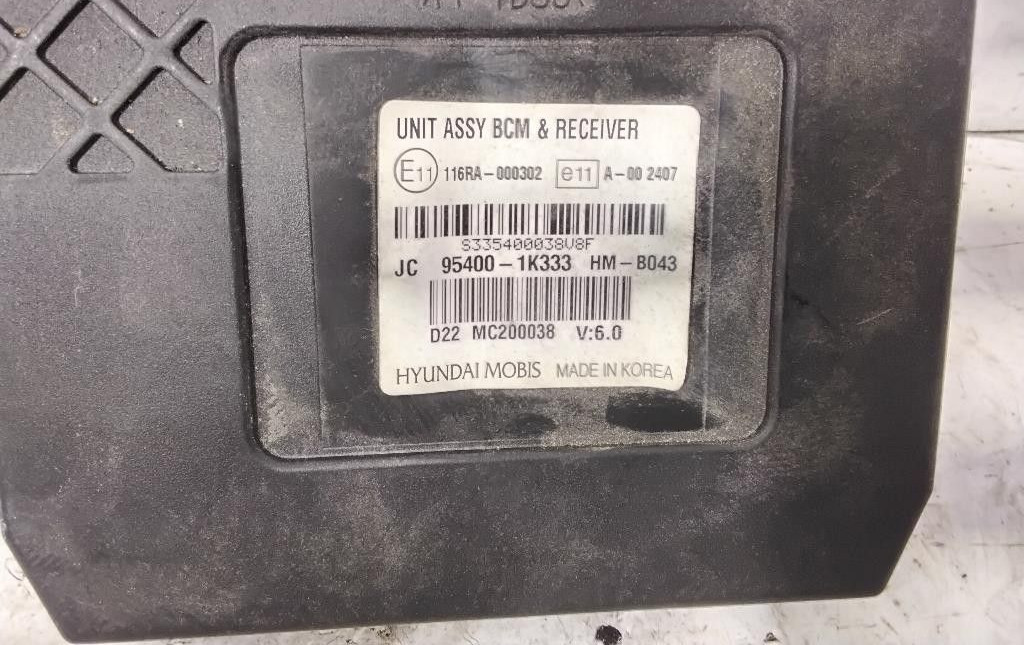 UNIT ASSY BCM & RECEIVER
E11 116RA-000302 e11 A-00 2407
S335400038V8F
JC 95400-1K333 HM-B043
D22 MC200038 V:6.0
HYUNDAI MOBIS MADE IN KOREA